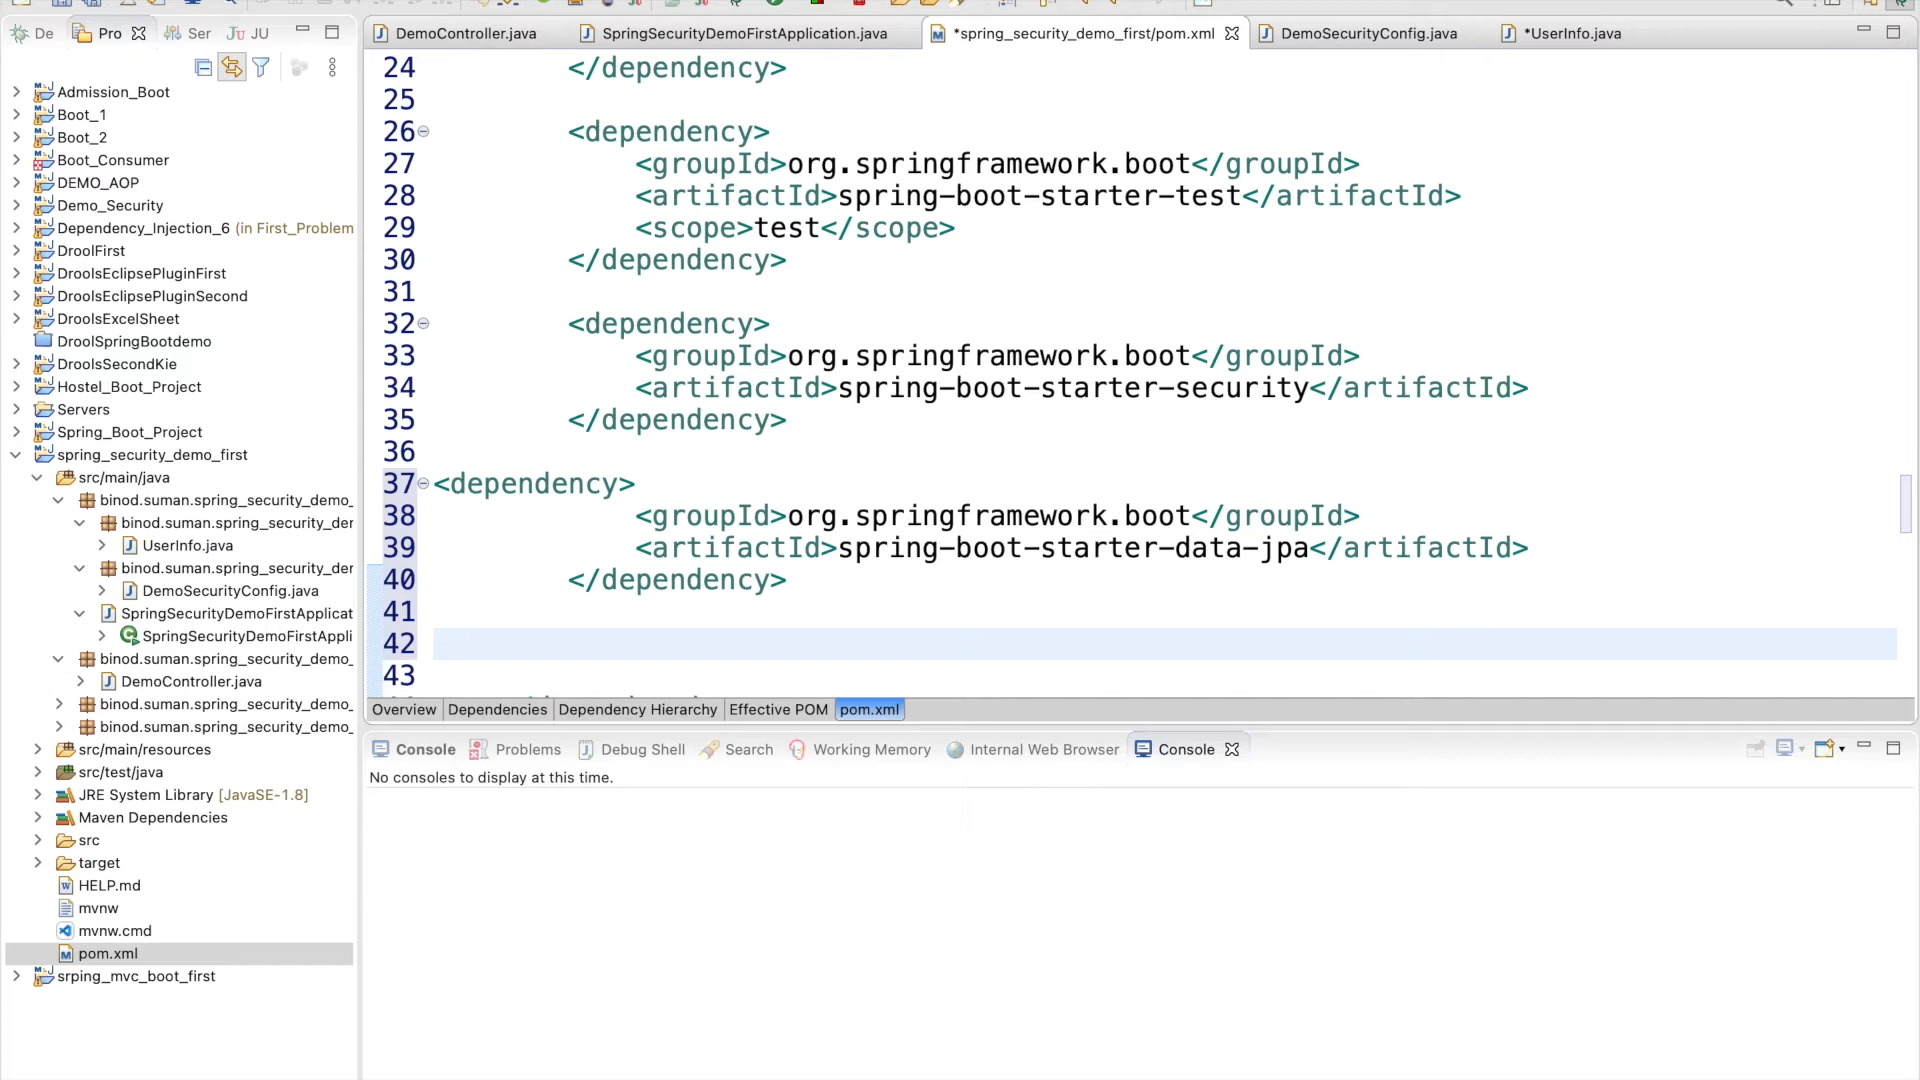 De
Pro
Ser
JU
DemoController.java
SpringSecurityDemoFirstApplication.java
*spring_security_demo_first/pom.xml
DemoSecurityConfig.java
*UserInfo.java
Admission_Boot
Boot_1
Boot_2
Boot_Consumer
DEMO_AOP
Demo_Security
Dependency_Injection_6 (in First_Problem
DroolFirst
DroolsEclipsePluginFirst
DroolsEclipsePluginSecond
DroolsExcelSheet
DroolSpringBootdemo
DroolsSecondKie
Hostel_Boot_Project
Servers
Spring_Boot_Project
spring_security_demo_first
src/main/java
binod.suman.spring_security_demo_
binod.suman.spring_security_der
UserInfo.java
binod.suman.spring_security_der
DemoSecurityConfig.java
SpringSecurityDemoFirstApplicat
SpringSecurityDemoFirstAppli
binod.suman.spring_security_demo_
DemoController.java
binod.suman.spring_security_demo_
binod.suman.spring_security_demo_
src/main/resources
src/test/java
JRE System Library [JavaSE-1.8]
Maven Dependencies
src
target
HELP.md
mvnw
mvnw.cmd
pom.xml
srping_mvc_boot_first
24 </dependency>
25
26 <dependency>
27 <groupId>org.springframework.boot</groupId>
28 <artifactId>spring-boot-starter-test</artifactId>
29 <scope>test</scope>
30 </dependency>
31
32 <dependency>
33 <groupId>org.springframework.boot</groupId>
34 <artifactId>spring-boot-starter-security</artifactId>
35 </dependency>
36
37 <dependency>
38 <groupId>org.springframework.boot</groupId>
39 <artifactId>spring-boot-starter-data-jpa</artifactId>
40 </dependency>
41
42
43
Overview
Dependencies
Dependency Hierarchy
Effective POM
pom.xml
Console
Problems
Debug Shell
Search
Working Memory
Internal Web Browser
Console
No consoles to display at this time.